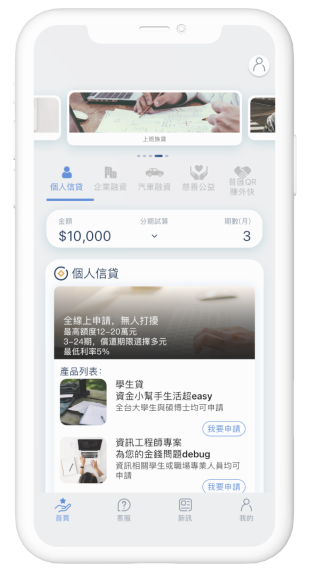 上班族貸
個人信貸 企業融資 汽車融資 慈善公益 普匯QR
賺外快
金額 分期試算 期數(月)
$10,000 3
個人信貸
全線上申請，無人打擾
最高額度12-20萬元
3-24期，償還期限選擇多元
最低利率5%
產品列表：
學生貸
資金小幫手生活超easy
全台大學生與碩博士均可申請
我要申請
資訊工程師專案
為您的金錢問題debug
資訊相關學生或職場專業人員均可
申請
我要申請
首頁 客服 新訊 我的